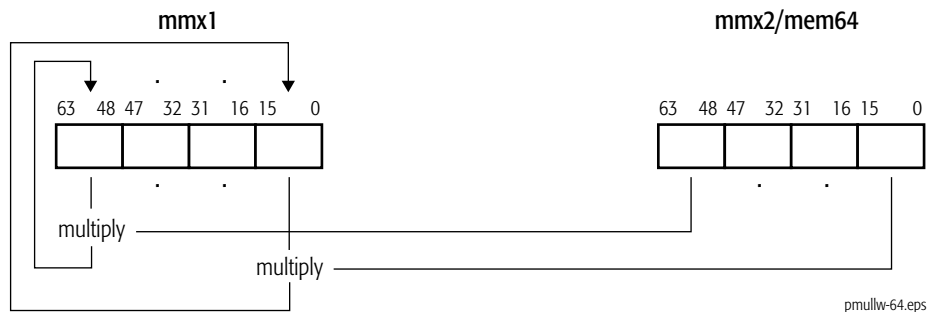 mmx1
mmx2/mem64
. .
63 48 47 32 31 16 15 0
63 48 47 32 31 16 15 0
. .
. .
multiply
multiply
pmullw-64.eps